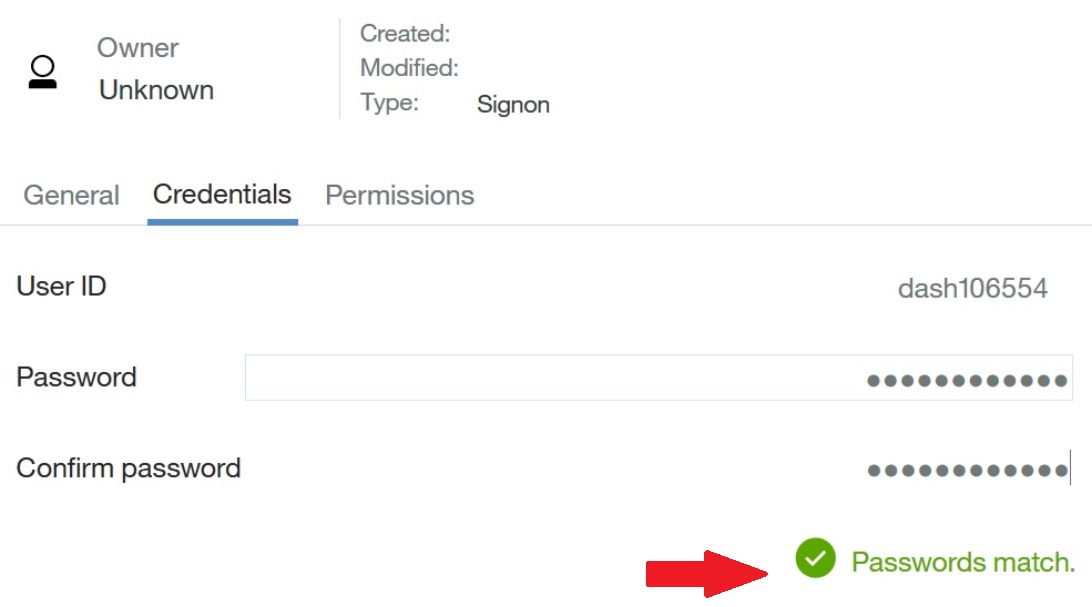 Owner
Unknown
Created:
Modified:
Type: Signon
General Credentials Permissions
User ID dash106554
Password ●●●●●●●●●●●●
Confirm password ●●●●●●●●●●●●
Passwords match.